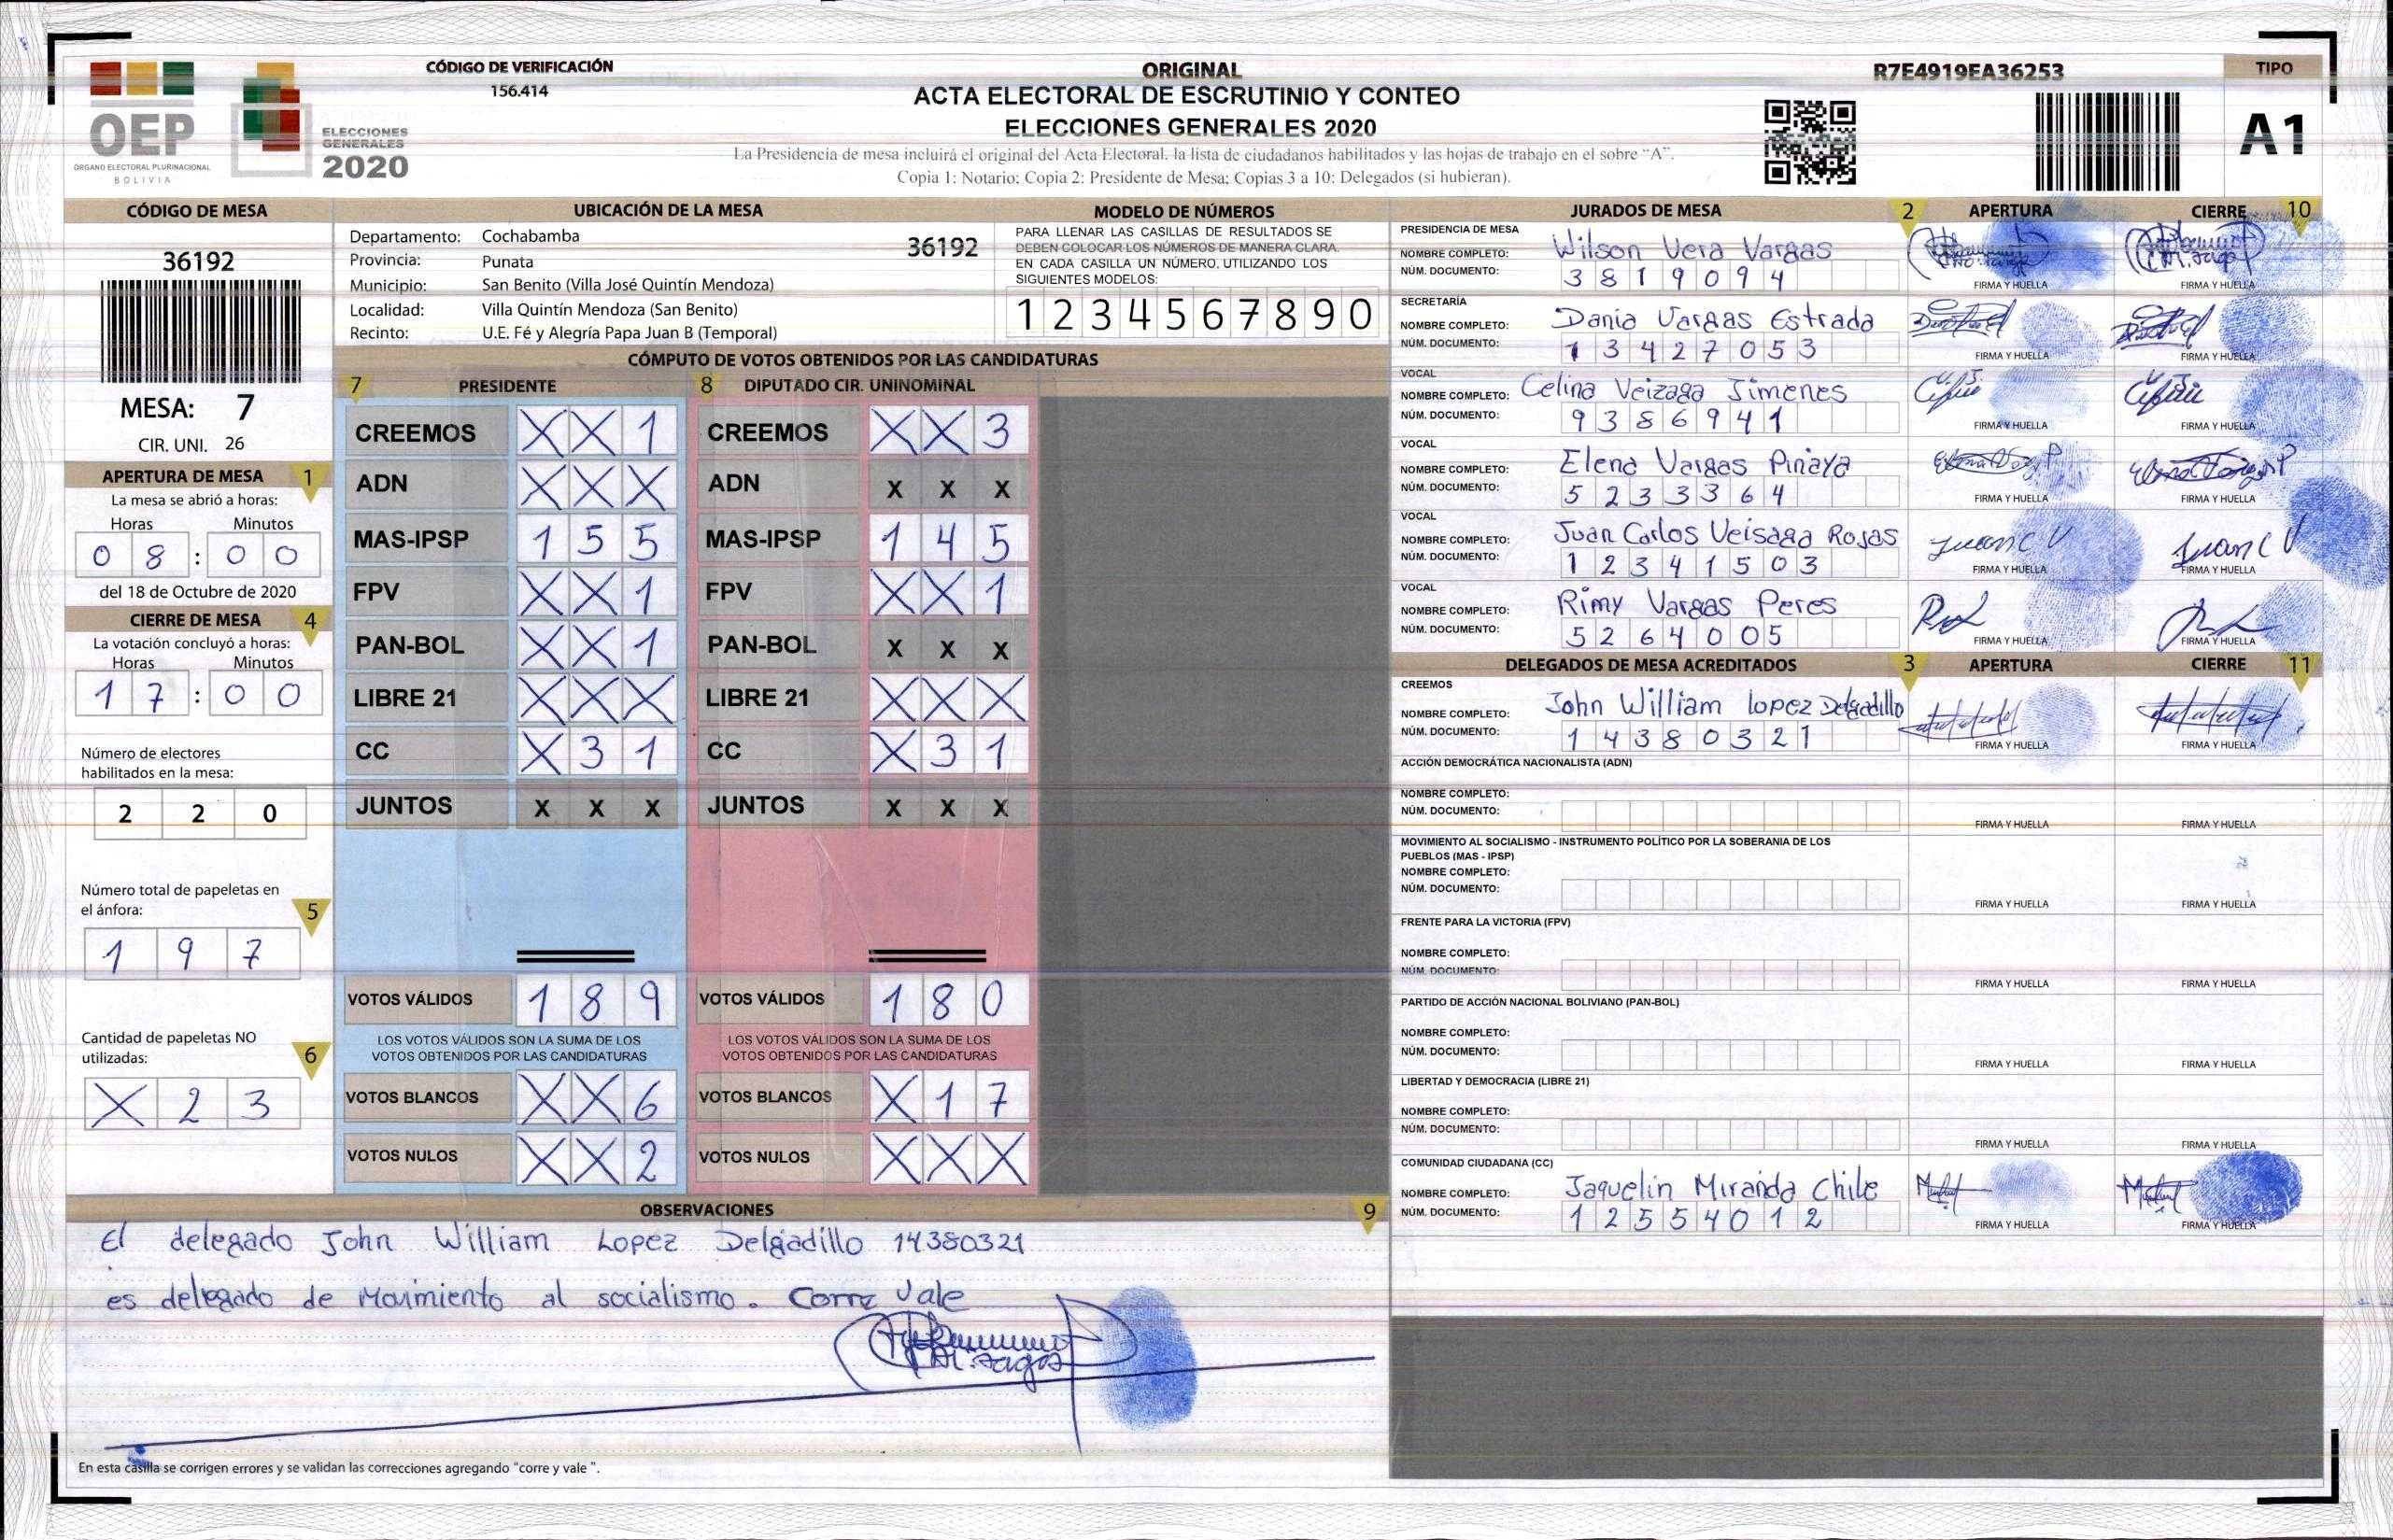 CÓDIGO DE VERIFICACIÓN
156.414
OEP
ÓRGANO ELECTORAL PLURINACIONAL
BOLIVIA
ELECCIONES
GENERALES
2020
ORIGINAL
ACTA ELECTORAL DE ESCRUTINIO Y CONTEO
ELECCIONES GENERALES 2020
La Presidencia de mesa incluirá el original del Acta Electoral, la lista de ciudadanos habilitados y las hojas de trabajo en el sobre “A”.
Copia 1: Notario; Copia 2: Presidente de Mesa; Copias 3 a 10: Delegados (si hubieran).
R7E4919EA36253
TIPO
A1
CÓDIGO DE MESA
36192
MESA: 7
CIR. UNI. 26
APERTURA DE MESA 1
La mesa se abrió a horas:
Horas Minutos
0 8 : 0 0
del 18 de Octubre de 2020
CIERRE DE MESA 4
La votación concluyó a horas:
Horas Minutos
1 7 : 0 0
Número de electores
habilitados en la mesa:
2 2 0
Número total de papeletas en
el ánfora: 5
1 9 7
Cantidad de papeletas NO
utilizadas: 6
X 2 3
UBICACIÓN DE LA MESA
Departamento: Cochabamba 36192
Provincia: Punata
Municipio: San Benito (Villa José Quintín Mendoza)
Localidad: Villa Quintín Mendoza (San Benito)
Recinto: U.E. Fé y Alegría Papa Juan B (Temporal)
MODELO DE NÚMEROS
PARA LLENAR LAS CASILLAS DE RESULTADOS SE
DEBEN COLOCAR LOS NÚMEROS DE MANERA CLARA.
EN CADA CASILLA UN NÚMERO, UTILIZANDO LOS
SIGUIENTES MODELOS:
1 2 3 4 5 6 7 8 9 0
CÓMPUTO DE VOTOS OBTENIDOS POR LAS CANDIDATURAS
7 PRESIDENTE 8 DIPUTADO CIR. UNINOMINAL
CREEMOS X X 1 CREEMOS X X 3
ADN X X X ADN X X X
MAS-IPSP 1 5 5 MAS-IPSP 1 4 5
FPV X X 1 FPV X X 1
PAN-BOL X X 1 PAN-BOL X X X
LIBRE 21 X X X LIBRE 21 X X X
CC X 3 1 CC X 3 1
JUNTOS X X X JUNTOS X X X
VOTOS VÁLIDOS 1 8 9 VOTOS VÁLIDOS 1 8 0
LOS VOTOS VÁLIDOS SON LA SUMA DE LOS LOS VOTOS VÁLIDOS SON LA SUMA DE LOS
VOTOS OBTENIDOS POR LAS CANDIDATURAS VOTOS OBTENIDOS POR LAS CANDIDATURAS
VOTOS BLANCOS X X 6 VOTOS BLANCOS X 1 7
VOTOS NULOS X X 2 VOTOS NULOS X X X
OBSERVACIONES 9
El delegado John William Lopez Delgadillo 14380321
es delegado de Movimiento al socialismo. Corre Vale
En esta casilla se corrigen errores y se validan las correcciones agregando "corre y vale ".
JURADOS DE MESA 2 APERTURA CIERRE 10
PRESIDENCIA DE MESA
NOMBRE COMPLETO: Wilson Vera Vargas
NÚM. DOCUMENTO: 3 8 1 9 0 9 4 FIRMA Y HUELLA FIRMA Y HUELLA
SECRETARÍA
NOMBRE COMPLETO: Dania Vargas Estrada
NÚM. DOCUMENTO: 1 3 4 2 7 0 5 3 FIRMA Y HUELLA FIRMA Y HUELLA
VOCAL
NOMBRE COMPLETO: Celina Veizaga Jimenes
NÚM. DOCUMENTO: 9 3 8 6 9 4 1 FIRMA Y HUELLA FIRMA Y HUELLA
VOCAL
NOMBRE COMPLETO: Elena Vargas Pinaya
NÚM. DOCUMENTO: 5 2 3 3 3 6 4 FIRMA Y HUELLA FIRMA Y HUELLA
VOCAL
NOMBRE COMPLETO: Juan Carlos Veisaga Rojas
NÚM. DOCUMENTO: 1 2 3 4 1 5 0 3 FIRMA Y HUELLA FIRMA Y HUELLA
VOCAL
NOMBRE COMPLETO: Rimy Vargas Peres
NÚM. DOCUMENTO: 5 2 6 4 0 0 5 FIRMA Y HUELLA FIRMA Y HUELLA
DELEGADOS DE MESA ACREDITADOS 3 APERTURA CIERRE 11
CREEMOS
NOMBRE COMPLETO: John William lopez Delgadillo
NÚM. DOCUMENTO: 1 4 3 8 0 3 2 1 FIRMA Y HUELLA FIRMA Y HUELLA
ACCIÓN DEMOCRÁTICA NACIONALISTA (ADN)
NOMBRE COMPLETO:
NÚM. DOCUMENTO: FIRMA Y HUELLA FIRMA Y HUELLA
MOVIMIENTO AL SOCIALISMO - INSTRUMENTO POLÍTICO POR LA SOBERANIA DE LOS
PUEBLOS (MAS - IPSP)
NOMBRE COMPLETO:
NÚM. DOCUMENTO: FIRMA Y HUELLA FIRMA Y HUELLA
FRENTE PARA LA VICTORIA (FPV)
NOMBRE COMPLETO:
NÚM. DOCUMENTO: FIRMA Y HUELLA FIRMA Y HUELLA
PARTIDO DE ACCIÓN NACIONAL BOLIVIANO (PAN-BOL)
NOMBRE COMPLETO:
NÚM. DOCUMENTO: FIRMA Y HUELLA FIRMA Y HUELLA
LIBERTAD Y DEMOCRACIA (LIBRE 21)
NOMBRE COMPLETO:
NÚM. DOCUMENTO: FIRMA Y HUELLA FIRMA Y HUELLA
COMUNIDAD CIUDADANA (CC)
NOMBRE COMPLETO: Jaquelin Miranda Chile
NÚM. DOCUMENTO: 1 2 5 5 4 0 1 2 FIRMA Y HUELLA FIRMA Y HUELLA